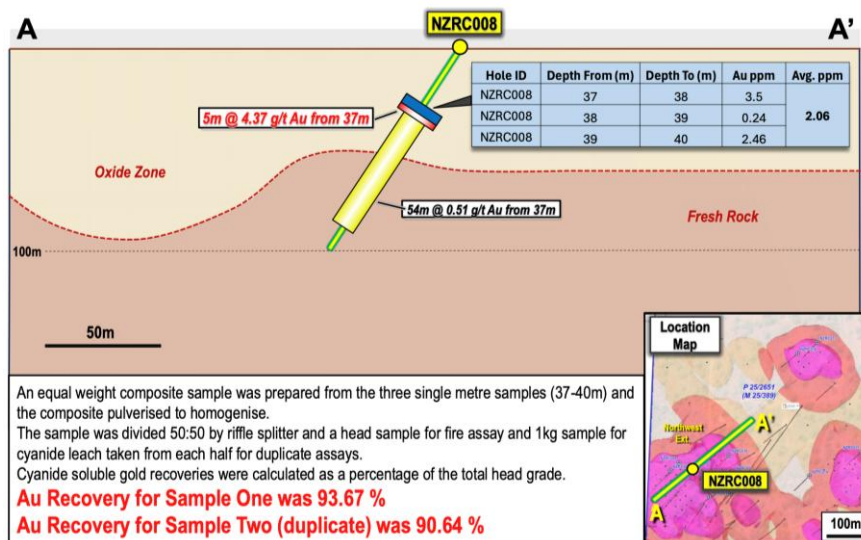 A
NZRC008
A'
Hole ID Depth From (m) Depth To (m) Au ppm Avg. ppm
NZRC008 37 38 3.5
NZRC008 38 39 0.24 2.06
NZRC008 39 40 2.46
5m @ 4.37 g/t Au from 37m
Oxide Zone
54m @ 0.51 g/t Au from 37m
Fresh Rock
100m
50m
An equal weight composite sample was prepared from the three single metre samples (37-40m) and
the composite pulverised to homogenise.
The sample was divided 50:50 by riffle splitter and a head sample for fire assay and 1kg sample for
cyanide leach taken from each half for duplicate assays.
Cyanide soluble gold recoveries were calculated as a percentage of the total head grade.
Au Recovery for Sample One was 93.67 %
Au Recovery for Sample Two (duplicate) was 90.64 %
Location
Map
P 25/2651
(M 25/389)
Northwest
Ext.
A'
NZRC008
A
100m